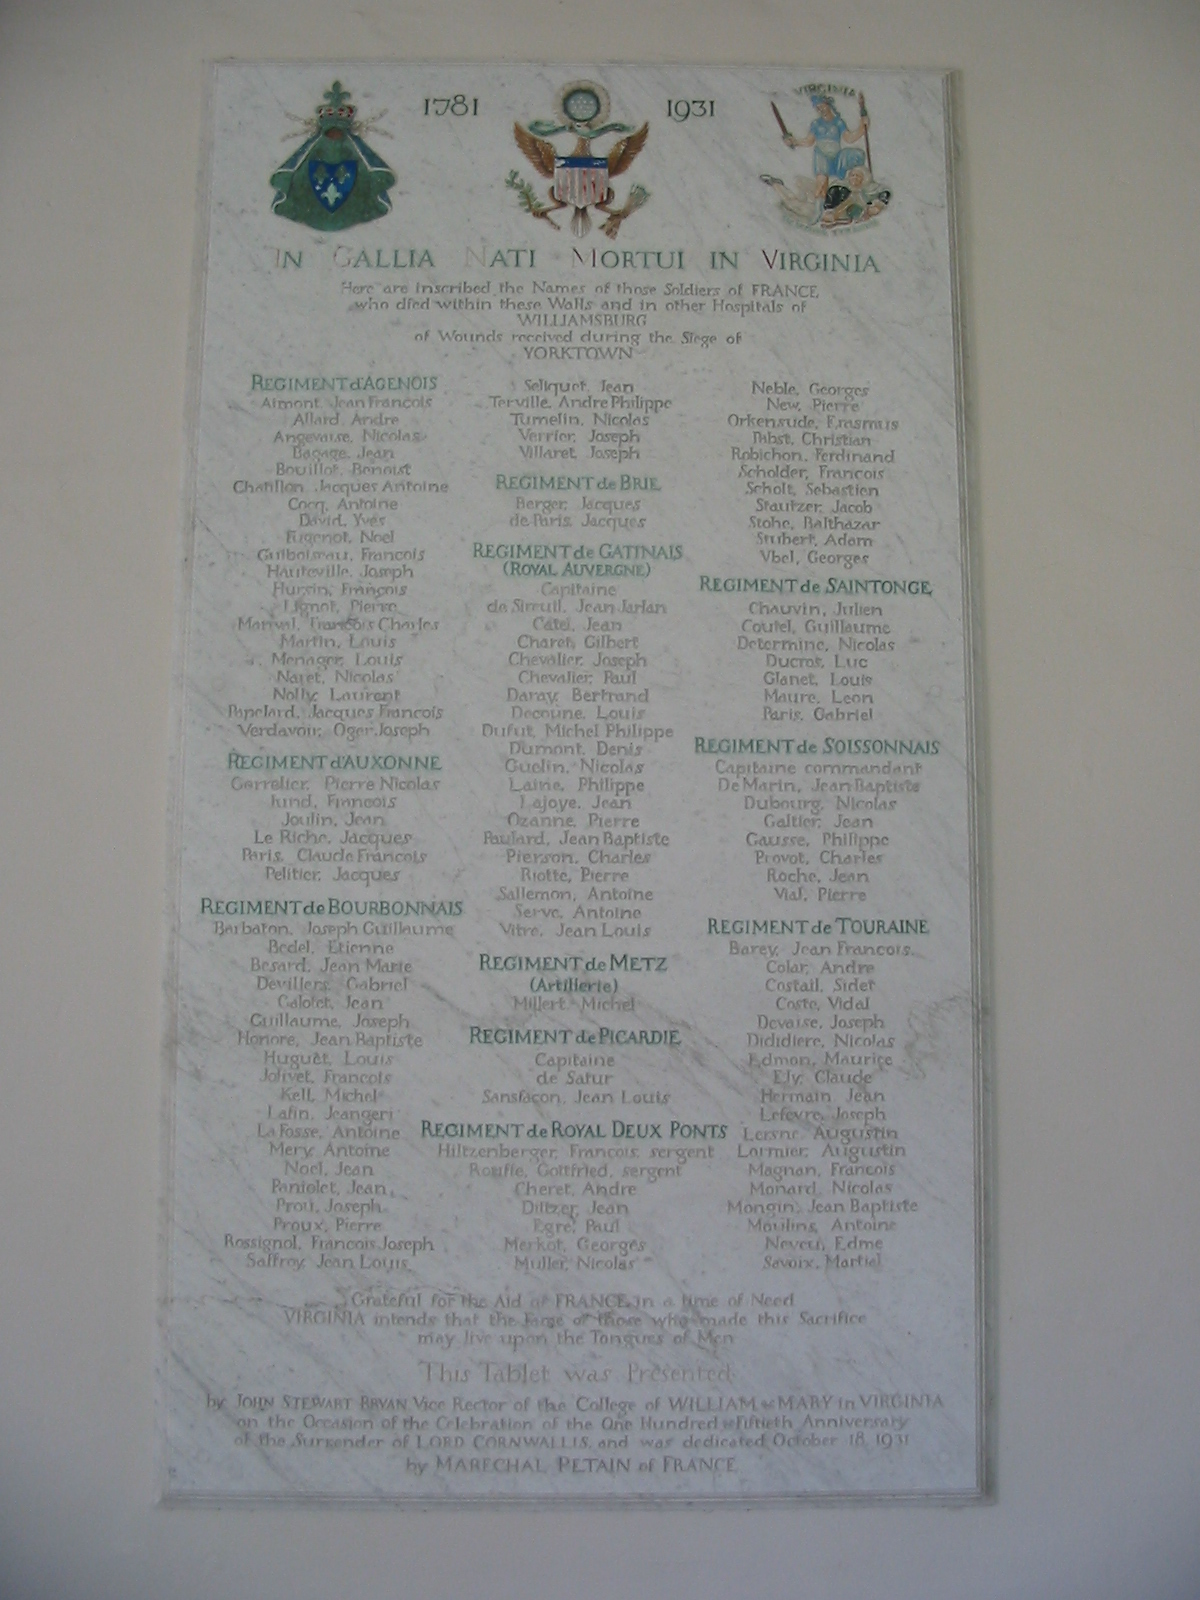 1781
1931
VIRGINIA
IN GALLIA NATI MORTUI IN VIRGINIA
Here are inscribed the Names of those Soldiers of FRANCE
who died within these Walls and in other Hospitals of
WILLIAMSBURG
of Wounds received during the Siege of
YORKTOWN
REGIMENT d'AGENOIS
Aimont, Jean Francois
Allard, Andre
Angevaise, Nicolas
Bagage, Jean
Bouillot, Benoist
Chatillon, Jacques Antoine
Cocq, Antoine
David, Yves
Fugenot, Noel
Francois
Hauteville, Joseph
François
Lignot, Pierre
Francois Charles
Martin, Louis
Menager, Louis
Naret, Nicolas
Nolly, Laurent
Papelard, Jacques Francois
Verdavoir, Oger Joseph
REGIMENT d'AUXONNE
Gerrelier, Pierre Nicolas
Jund, Francois
Joulin, Jean
Le Riche, Jacques
Paris, Claude Francois
Peltier, Jacques
REGIMENT de BOURBONNAIS
Barbaton, Joseph Guillaume
Bedel, Etienne
Besard, Jean Marie
Devillers, Gabriel
Galolet, Jean
Guillaume, Joseph
Honore, Jean Baptiste
Huguet, Louis
Jolivet, Francois
Kell, Michel
Lafin, Jeangeri
La Fosse, Antoine
Mery, Antoine
Noel, Jean
Paniolet, Jean
Prou, Joseph
Proux, Pierre
Rossignol, Francois Joseph
Saffroy, Jean Louis
Seliquet, Jean
Terville, Andre Philippe
Tumelin, Nicolas
Verrier, Joseph
Villaret, Joseph
REGIMENT de BRIE
Berger, Jacques
de Paris, Jacques
REGIMENT de GATINAIS
(ROYAL AUVERGNE)
Capitaine
de Sireuil, Jean Jarlan
Catel, Jean
Charet, Gilbert
Chevalier, Joseph
Chevalier, Paul
Daray, Bertrand
Decoune, Louis
Dufut, Michel Philippe
Dumont, Denis
Guelin, Nicolas
Laine, Philippe
Lajoye, Jean
Ozanne, Pierre
Paulard, Jean Baptiste
Pierson, Charles
Riotte, Pierre
Sallemon, Antoine
Serve, Antoine
Vitre, Jean Louis
REGIMENT de METZ
(Artillerie)
Millert, Michel
REGIMENT de PICARDIE
Capitaine
de Satur
Sansfacon, Jean Louis
REGIMENT de ROYAL DEUX PONTS
Hiltzenberger, François, sergent
Gottfried, sergent
Cheret, Andre
Diltzer, Jean
Egre, Paul
Merkot, Georges
Muller, Nicolas
Neble, Georges
New, Pierre
Orkensude, Erasmus
Pabst, Christian
Robichon, Ferdinand
Scholder, Francois
Scholt, Sebastien
Stautzer, Jacob
Stohe, Balthazar
Stubert, Adam
Vbel, Georges
REGIMENT de SAINTONGE
Chauvin, Julien
Coutel, Guillaume
Determine, Nicolas
Ducros, Luc
Glanet, Louis
Maure, Leon
Paris, Gabriel
REGIMENT de SOISSONNAIS
Capitaine commandant
De Marin, Jean Baptiste
Dubourg, Nicolas
Galtier, Jean
Gausse, Philippe
Provot, Charles
Roche, Jean
Vial, Pierre
REGIMENT de TOURAINE
Barey, Jean Francois
Colar, Andre
Costail, Sidet
Coste, Vidal
Devaise, Joseph
Dididiere, Nicolas
Edmon, Maurice
Ely, Claude
Hermain, Jean
Lefevre, Joseph
Lersne, Augustin
Lormier, Augustin
Magnan, Francois
Monard, Nicolas
Mongin, Jean Baptiste
Moulins, Antoine
Neveu, Edme
Savoix, Martial
Grateful for the Aid of FRANCE in a time of Need
VIRGINIA intends that the fame of those who made this Sacrifice
may live upon the Tongues of Men
This Tablet was Presented
by JOHN STEWART BRYAN Vice Rector of the College of WILLIAM & MARY in VIRGINIA
on the Occasion of the Celebration of the One Hundred & Fiftieth Anniversary
of the Surrender of LORD CORNWALLIS and was dedicated October 18, 1931
by MARECHAL PETAIN of FRANCE